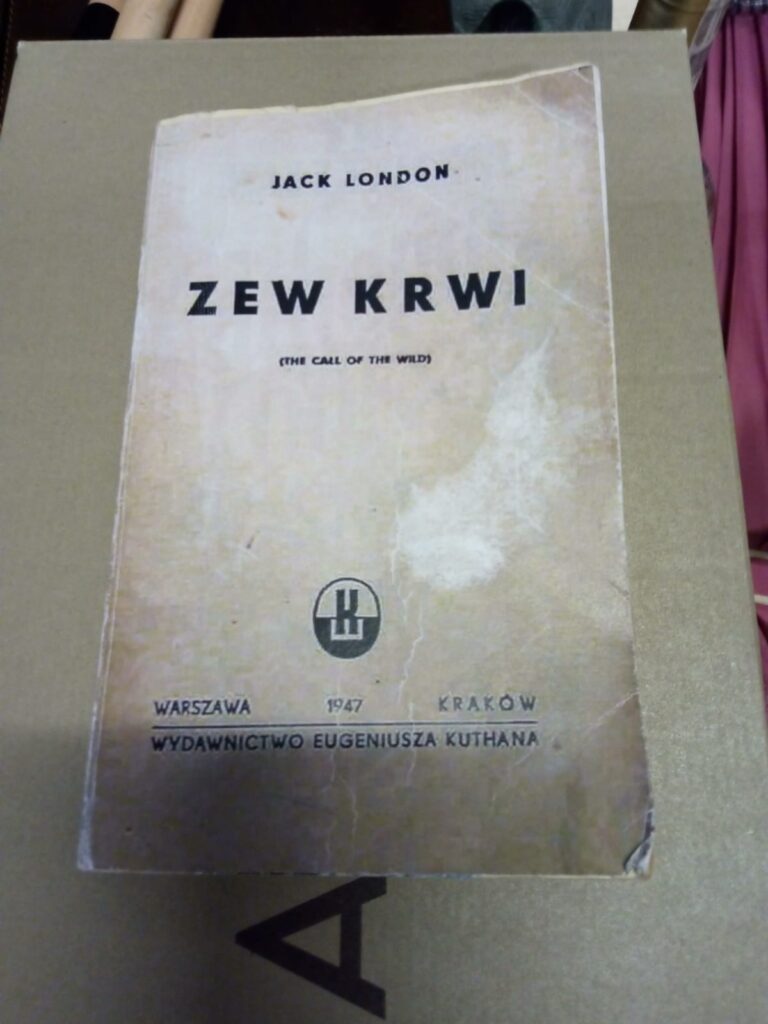 JACK LONDON
ZEW KRWI
(THE CALL OF THE WILD)
K
W
WARSZAWA 1947 KRAKÓW
WYDAWNICTWO EUGENIUSZA KUTHANA
A